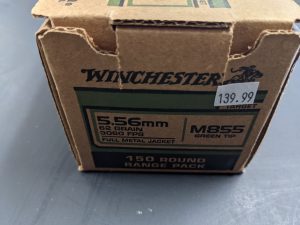 WINCHESTER
139.99
TARGET
5.56mm
62 GRAIN
3060 FPS
FULL METAL JACKET
M855
GREEN TIP
150 ROUND
RANGE PACK